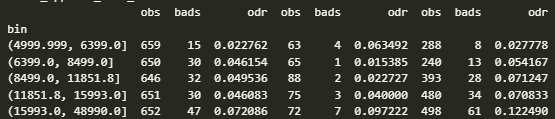 obs bads odr obs bads odr obs bads odr
bin
(4999.999, 6399.0] 659 15 0.022762 63 4 0.063492 288 8 0.027778
(6399.0, 8499.0] 650 30 0.046154 65 1 0.015385 240 13 0.054167
(8499.0, 11851.8] 646 32 0.049536 88 2 0.022727 393 28 0.071247
(11851.8, 15993.0] 651 30 0.046083 75 3 0.040000 480 34 0.070833
(15993.0, 48990.0] 652 47 0.072086 72 7 0.097222 498 61 0.122490